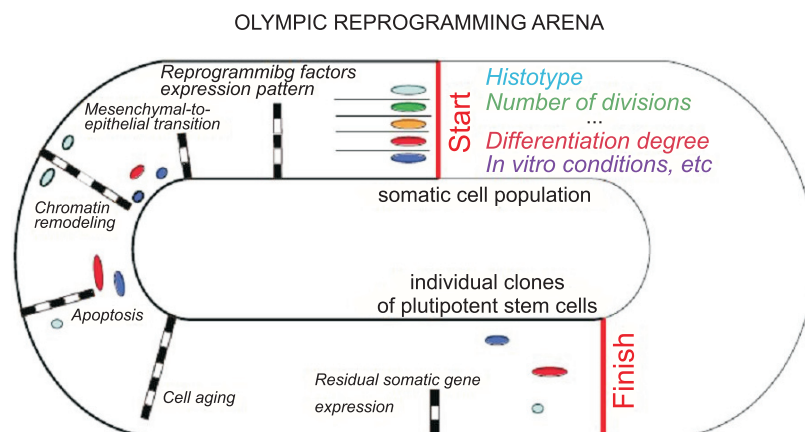 OLYMPIC REPROGRAMMING ARENA
Reprogrammibg factors
expression pattern
Mesenchymal-to-
epithelial transition
Chromatin
remodeling
Apoptosis
Cell aging
Residual somatic gene
expression
Start
Histotype
Number of divisions
...
Differentiation degree
In vitro conditions, etc
somatic cell population
individual clones
of plutipotent stem cells
Finish